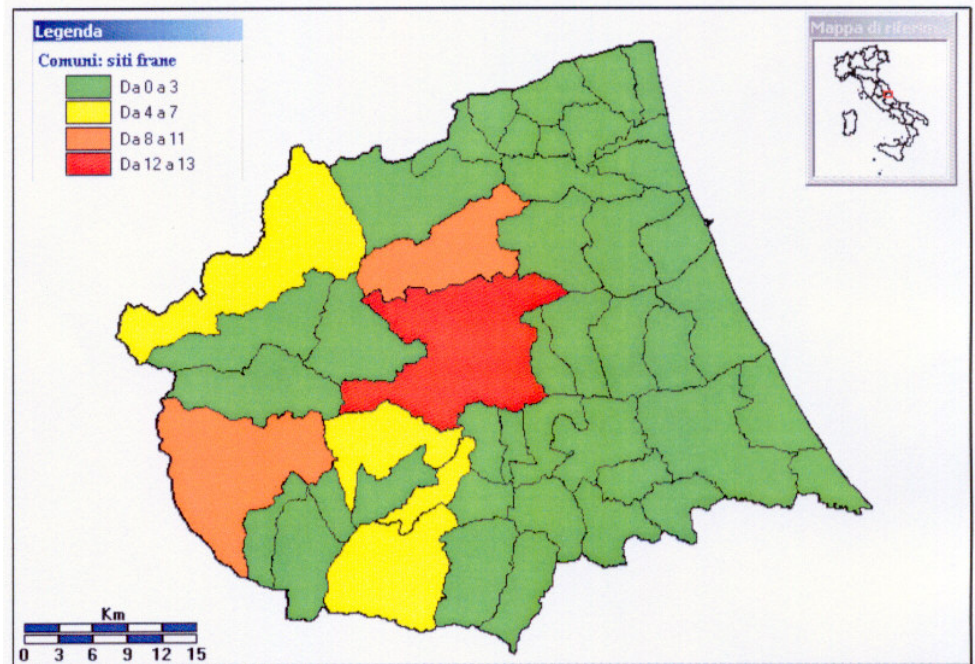 Legenda
Comuni: siti frane
Da 0 a 3
Da 4 a 7
Da 8 a 11
Da 12 a 13
Mappa di riferim...
Km
0 3 6 9 12 15